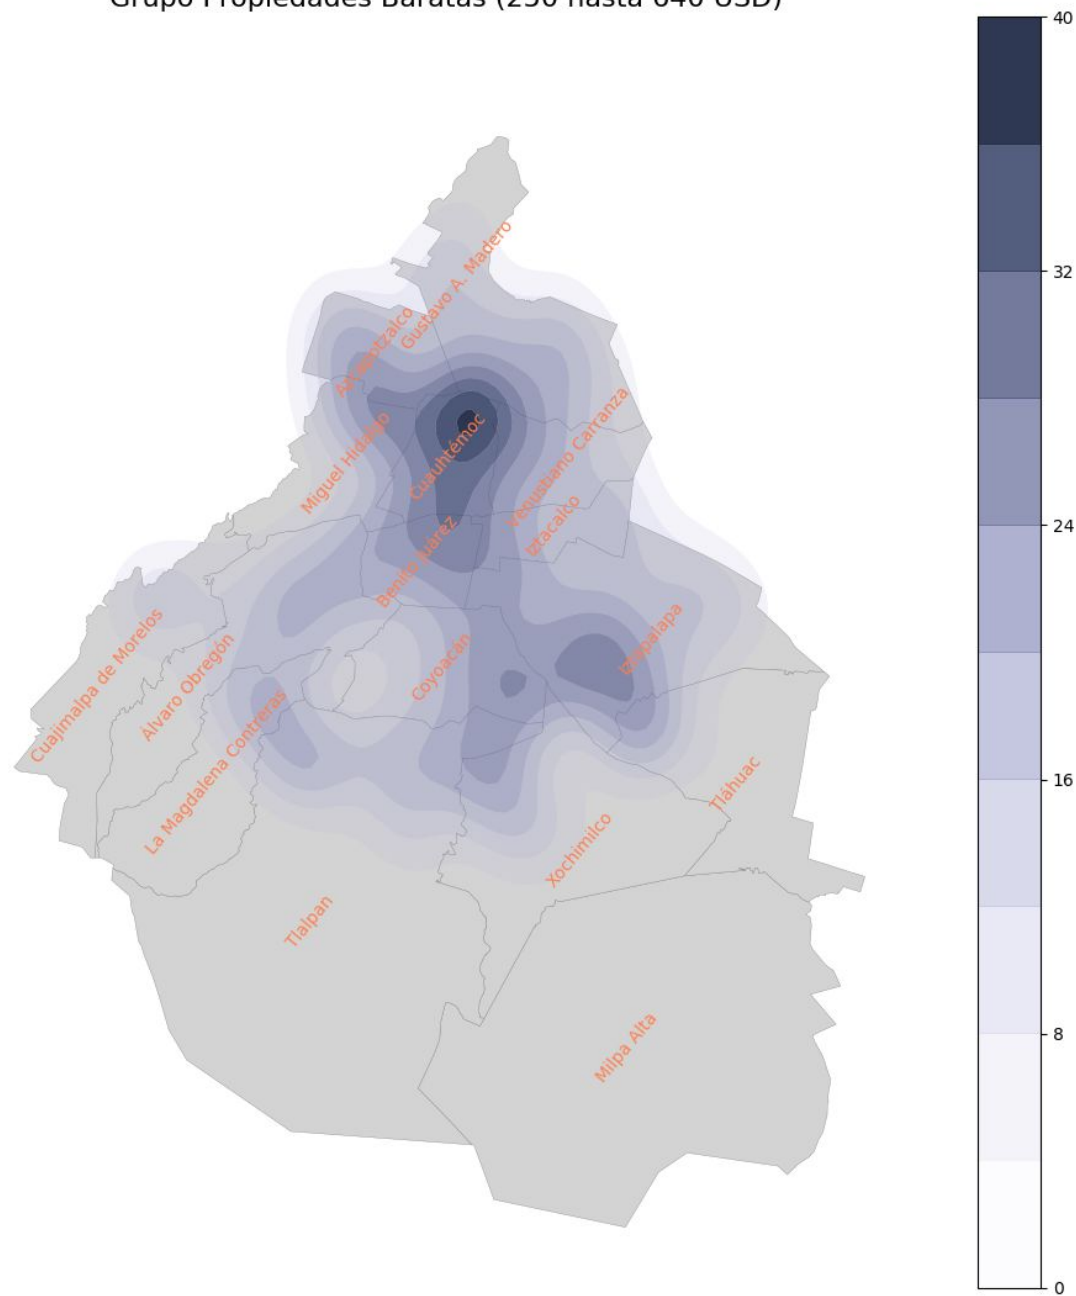 Grupo Propiedades Baratas (250 hasta 640 USD)
40
32
24
16
8
0
Gustavo A. Madero
Azcapotzalco
Miguel Hidalgo
Cuauhtémoc
Venustiano Carranza
Iztacalco
Benito Juárez
Iztapalapa
Coyoacán
Cuajimalpa de Morelos
Álvaro Obregón
La Magdalena Contreras
Tláhuac
Xochimilco
Tlalpan
Milpa Alta